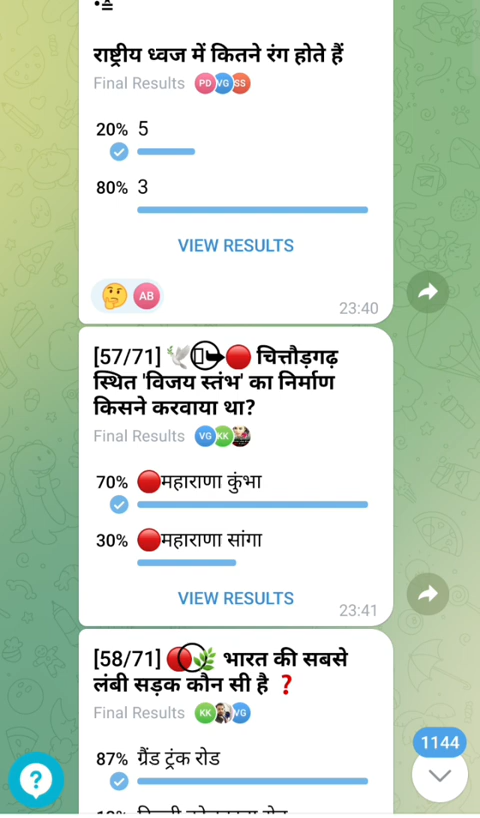 राष्ट्रीय ध्वज में कितने रंग होते हैं
Final Results PD VG SS
20% 5
80% 3
VIEW RESULTS
AB
23:40
[57/71] चित्तौड़गढ़
स्थित 'विजय स्तंभ' का निर्माण
किसने करवाया था?
Final Results VG KK
70% महाराणा कुंभा
30% महाराणा सांगा
VIEW RESULTS
23:41
[58/71] भारत की सबसे
लंबी सड़क कौन सी है ❓
Final Results KK VG
1144
87% ग्रैंड ट्रंक रोड